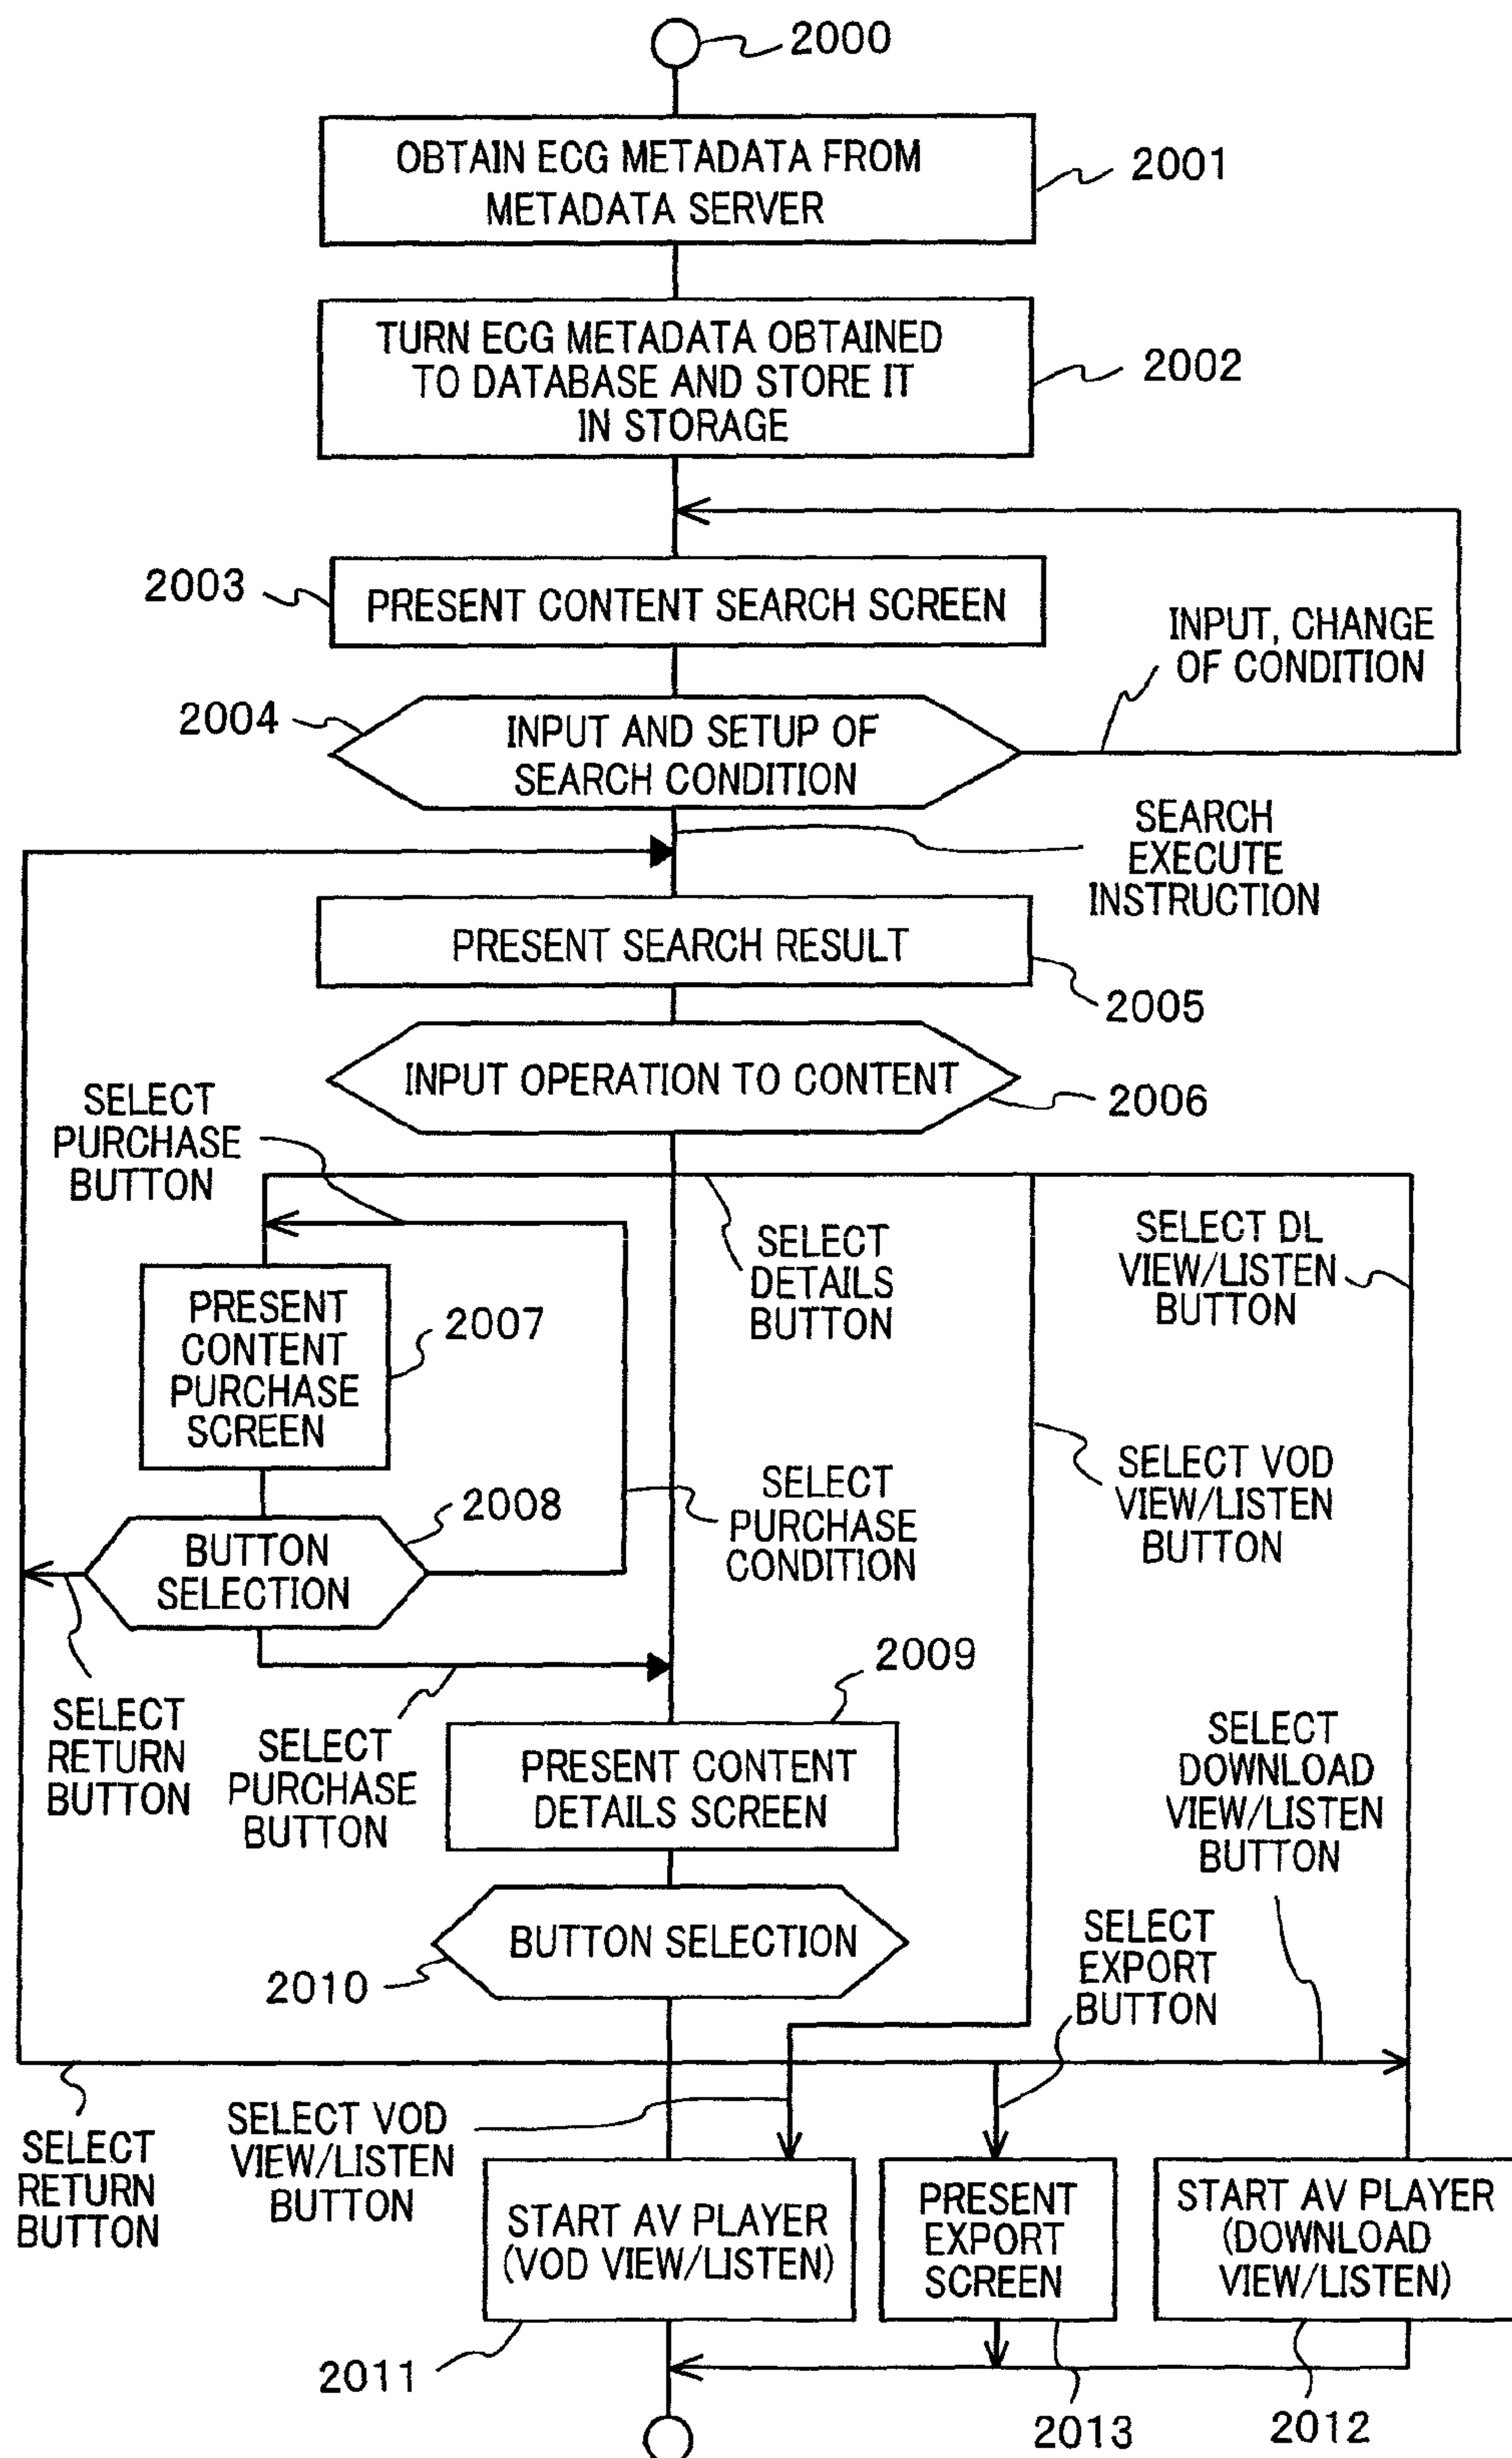 2000
OBTAIN ECG METADATA FROM
METADATA SERVER
2001
TURN ECG METADATA OBTAINED
TO DATABASE AND STORE IT
IN STORAGE
2002
2003
PRESENT CONTENT SEARCH SCREEN
INPUT, CHANGE
OF CONDITION
2004
INPUT AND SETUP OF
SEARCH CONDITION
SEARCH
EXECUTE
INSTRUCTION
PRESENT SEARCH RESULT
2005
INPUT OPERATION TO CONTENT
2006
SELECT
PURCHASE
BUTTON
SELECT
DETAILS
BUTTON
SELECT DL
VIEW/LISTEN
BUTTON
PRESENT
CONTENT
PURCHASE
SCREEN
2007
SELECT VOD
VIEW/LISTEN
BUTTON
SELECT
PURCHASE
CONDITION
2008
BUTTON
SELECTION
2009
SELECT
RETURN
BUTTON
SELECT
PURCHASE
BUTTON
PRESENT CONTENT
DETAILS SCREEN
SELECT
DOWNLOAD
VIEW/LISTEN
BUTTON
BUTTON SELECTION
2010
SELECT
EXPORT
BUTTON
SELECT
RETURN
BUTTON
SELECT VOD
VIEW/LISTEN
BUTTON
START AV PLAYER
(VOD VIEW/LISTEN)
PRESENT
EXPORT
SCREEN
START AV PLAYER
(DOWNLOAD
VIEW/LISTEN)
2011
2013
2012